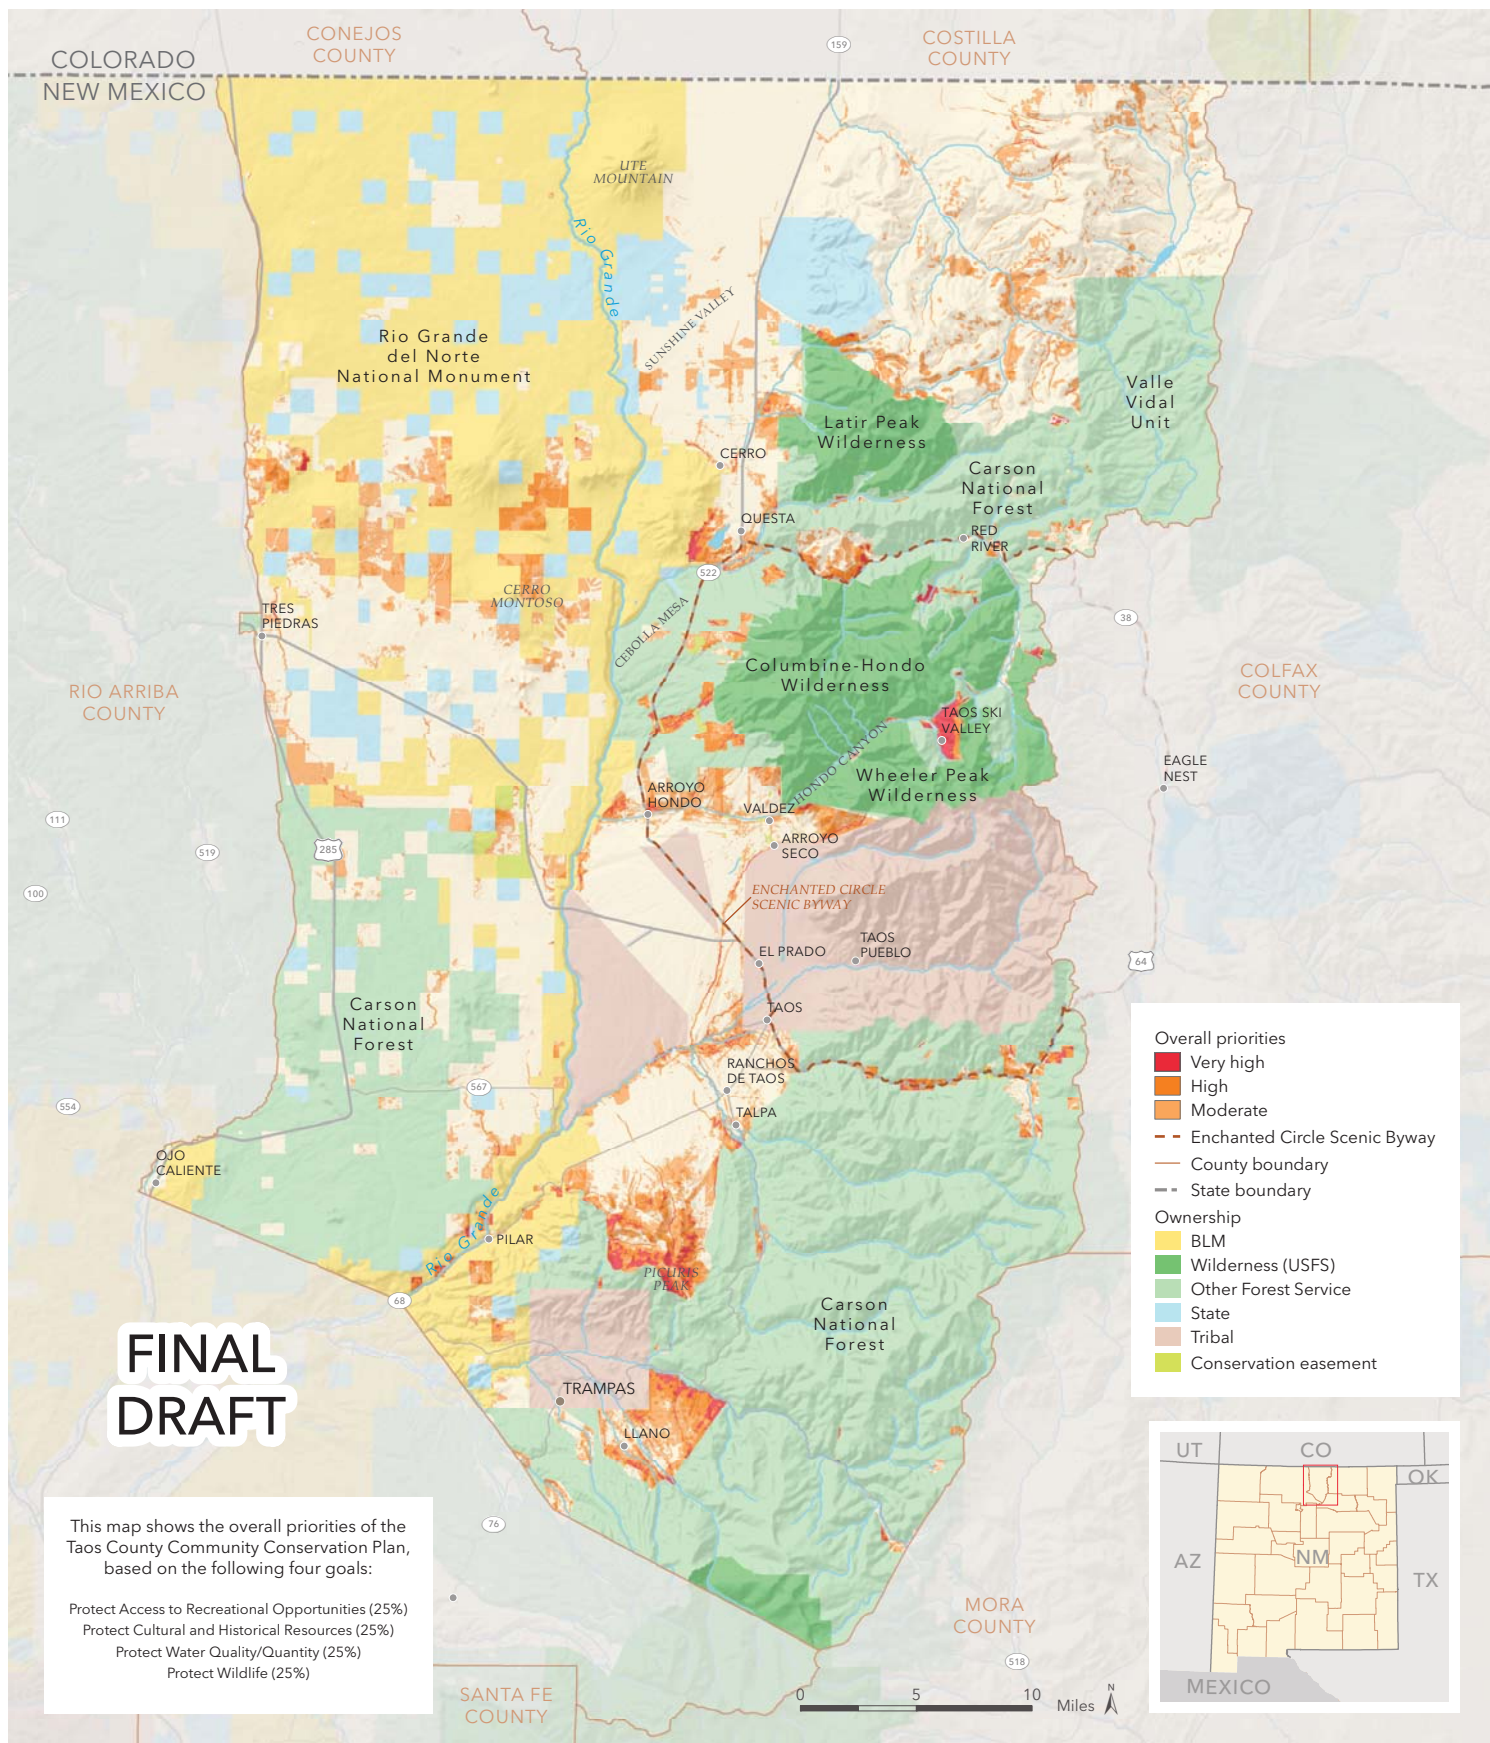 CONEJOS
COUNTY
159
COSTILLA
COUNTY
COLORADO
NEW MEXICO
UTE
MOUNTAIN
Rio Grande
SUNSHINE VALLEY
Rio Grande
del Norte
National Monument
Valle
Vidal
Unit
Latir Peak
Wilderness
CERRO
Carson
National
Forest
QUESTA
RED
RIVER
522
CERRO
MONTOSO
TRES
PIEDRAS
CEBOLLA MESA
38
Columbine-Hondo
Wilderness
COLFAX
COUNTY
RIO ARRIBA
COUNTY
TAOS SKI
VALLEY
HONDO CANYON
EAGLE
NEST
Wheeler Peak
Wilderness
ARROYO
HONDO
VALDEZ
111
519
285
ARROYO
SECO
100
ENCHANTED CIRCLE
SCENIC BYWAY
TAOS
PUEBLO
EL PRADO
64
Carson
National
Forest
TAOS
RANCHOS
DE TAOS
567
554
TALPA
OJO
CALIENTE
Rio Grande
PILAR
PICURIS
PEAK
68
Carson
National
Forest
TRAMPAS
LLANO
76
FINAL
DRAFT
Overall priorities
Very high
High
Moderate
Enchanted Circle Scenic Byway
County boundary
State boundary
Ownership
BLM
Wilderness (USFS)
Other Forest Service
State
Tribal
Conservation easement
This map shows the overall priorities of the
Taos County Community Conservation Plan,
based on the following four goals:
Protect Access to Recreational Opportunities (25%)
Protect Cultural and Historical Resources (25%)
Protect Water Quality/Quantity (25%)
Protect Wildlife (25%)
MORA
COUNTY
518
SANTA FE
COUNTY
0 5 10
Miles
N
UT
CO
OK
AZ
NM
TX
MEXICO